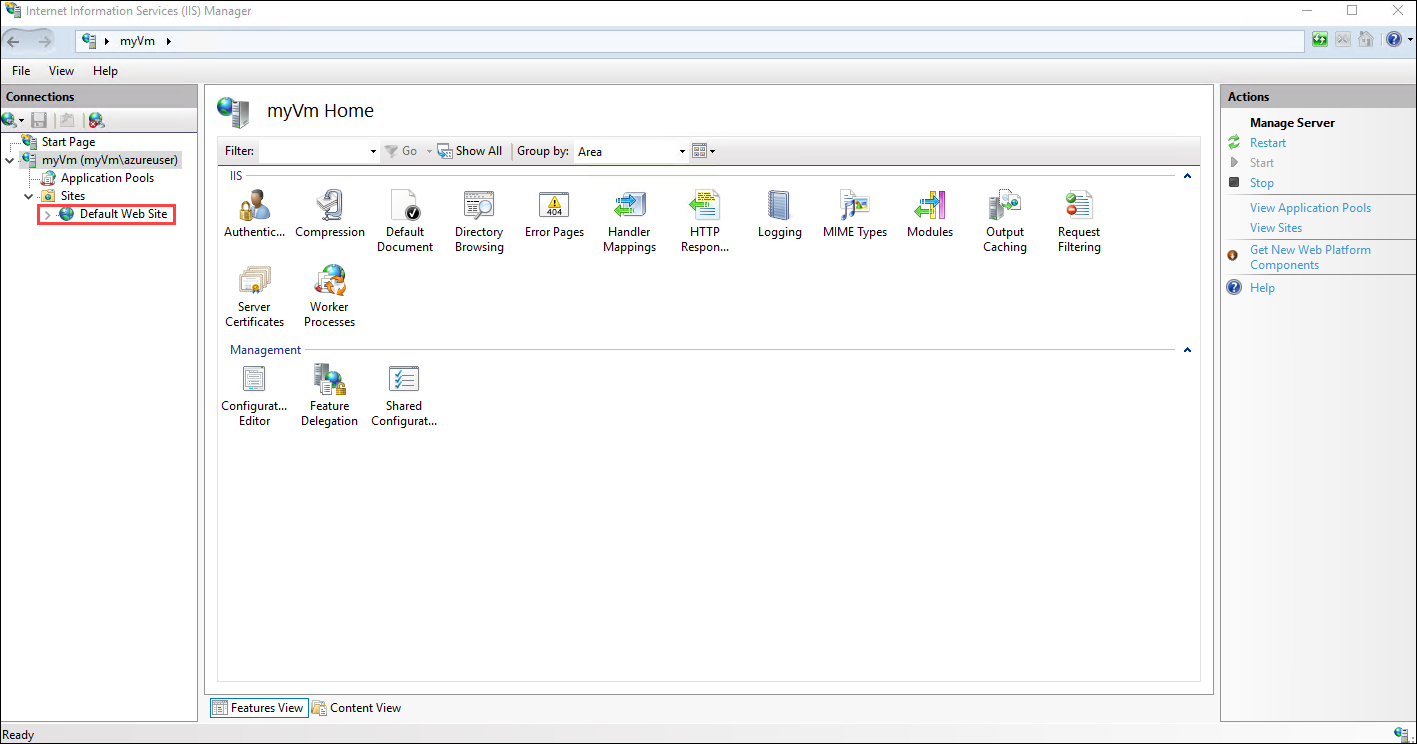 Internet Information Services (IIS) Manager
myVm
File View Help
Connections
Start Page
myVm (myVm\azureuser)
Application Pools
Sites
Default Web Site
myVm Home
Filter: Go Show All Group by: Area
IIS
Authentic... Compression Default Document Directory Browsing Error Pages Handler Mappings HTTP Respon... Logging MIME Types Modules Output Caching Request Filtering
404
Server Certificates Worker Processes
Management
Configurat... Editor Feature Delegation Shared Configurat...
Features View Content View
Actions
Manage Server
Restart
Start
Stop
View Application Pools
View Sites
Get New Web Platform
Components
Help
Ready